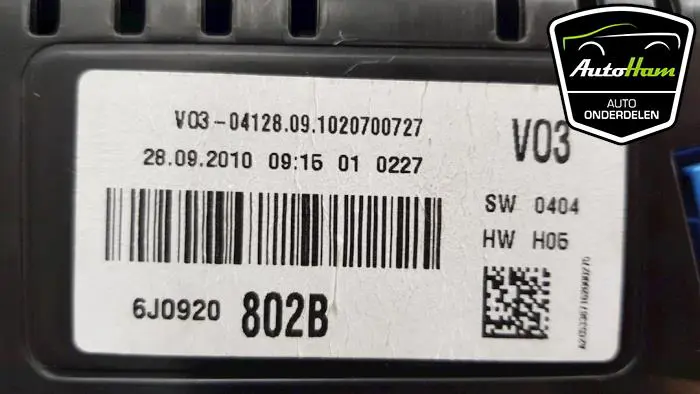 V03-04128.09.1020700727
28.09.2010 09:15 01 0227
V03
SW 0404
HW H05
6J0920 802B
AutoHam
AUTO
ONDERDELEN